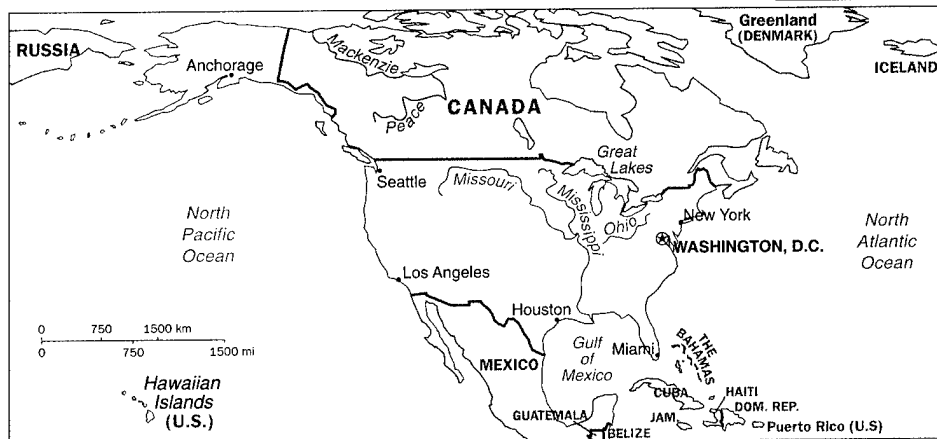 Greenland
(DENMARK)
RUSSIA
ICELAND
Mackenzie
Anchorage
Peace
CANADA
Great
Lakes
Seattle
Missouri
Mississippi
Ohio
New York
WASHINGTON, D.C.
North
Pacific
Ocean
North
Atlantic
Ocean
Los Angeles
Houston
0 750 1500 km
0 750 1500 mi
MEXICO
Gulf
of
Mexico
Miami
THE
BAHAMAS
Hawaiian
Islands
(U.S.)
CUBA
HAITI
DOM. REP.
JAM.
Puerto Rico (U.S)
GUATEMALA
BELIZE